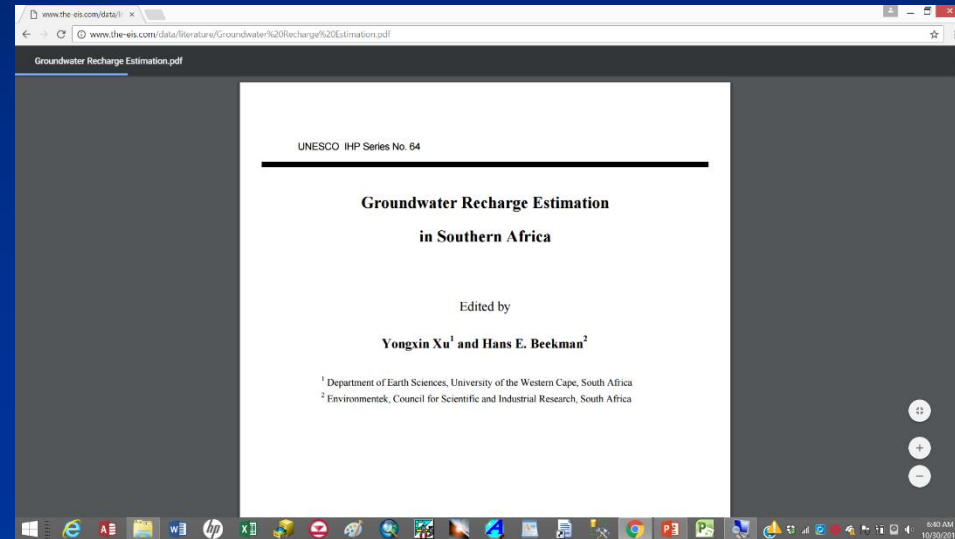 www.the-eis.com/data/li
www.the-eis.com/data/literature/Groundwater%20Recharge%20Estimation.pdf
Groundwater Recharge Estimation.pdf
UNESCO IHP Series No. 64
Groundwater Recharge Estimation
in Southern Africa
Edited by
Yongxin Xu1 and Hans E. Beekman2
1 Department of Earth Sciences, University of the Western Cape, South Africa
2 Environmentek, Council for Scientific and Industrial Research, South Africa
6:40 AM
10/30/201